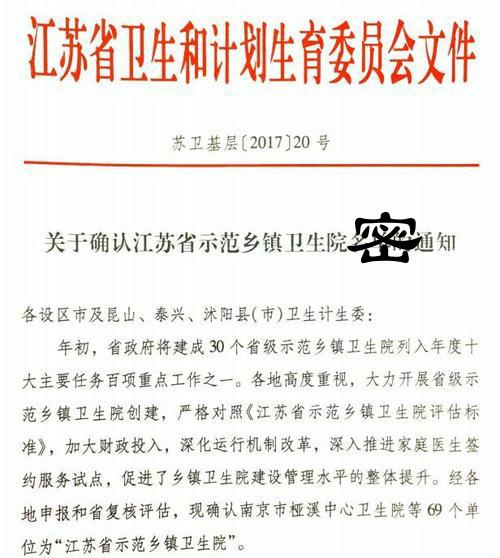 江苏省卫生和计划生育委员会文件
苏卫基层〔2017〕20号
关于确认江苏省示范乡镇卫生院名 通知
密
各设区市及昆山、泰兴、沭阳县(市)卫生计生委:
年初,省政府将建成30个省级示范乡镇卫生院列入年度十
大主要任务百项重点工作之一。各地高度重视,大力开展省级示
范乡镇卫生院创建,严格对照《江苏省示范乡镇卫生院评估标
准》,加大财政投入,深化运行机制改革,深入推进家庭医生签
约服务试点,促进了乡镇卫生院建设管理水平的整体提升。经各
地申报和省复核评估,现确认南京市桠溪中心卫生院等69个单
位为“江苏省示范乡镇卫生院”。